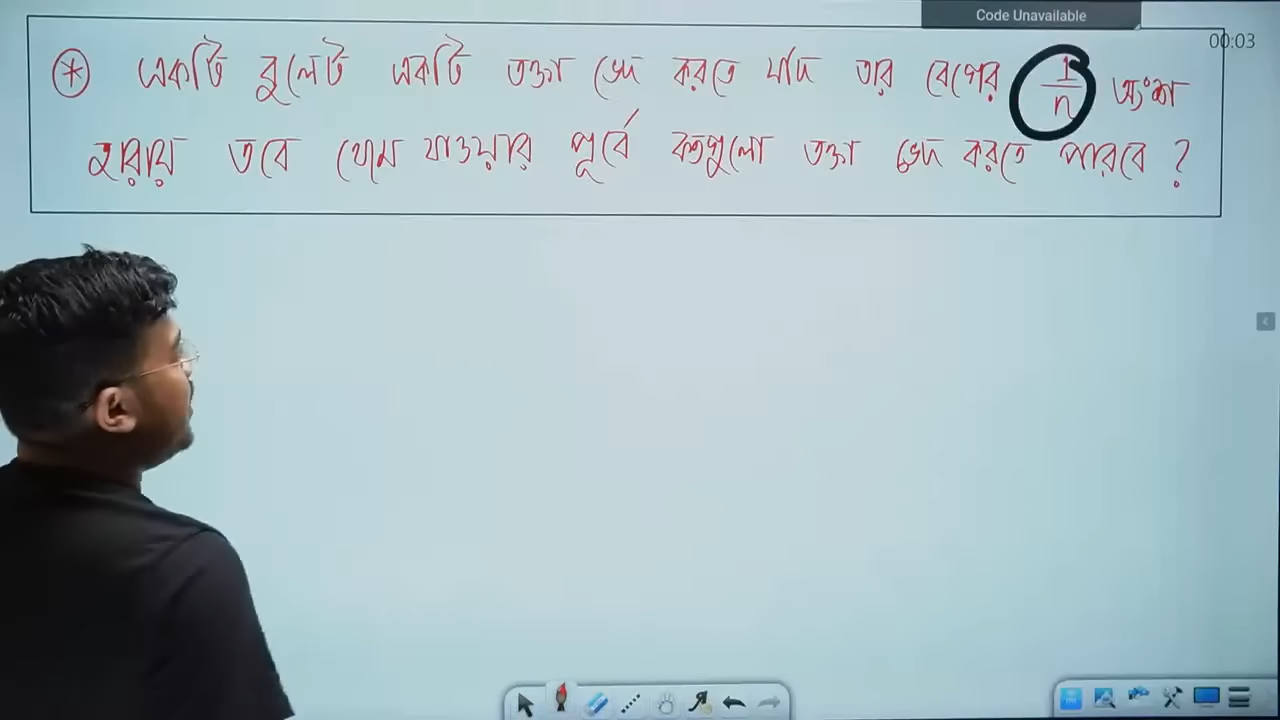 Code Unavailable
00:03
* একটি বুলেট একটি তক্তা ভেদ করতে যদি তার বেগের 1/n অংশ
হারায় তবে থেমে যাওয়ার পূর্বে কতগুলো তক্তা ভেদ করতে পারবে ?